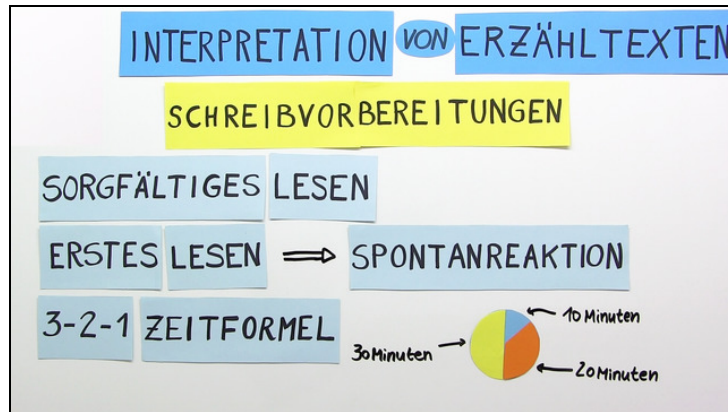 INTERPRETATION VON ERZÄHLTEXTEN
SCHREIBVORBEREITUNGEN
SORGFÄLTIGES LESEN
ERSTES LESEN ⇒ SPONTANREAKTION
3-2-1 ZEITFORMEL
10 Minuten
30 Minuten
20 Minuten